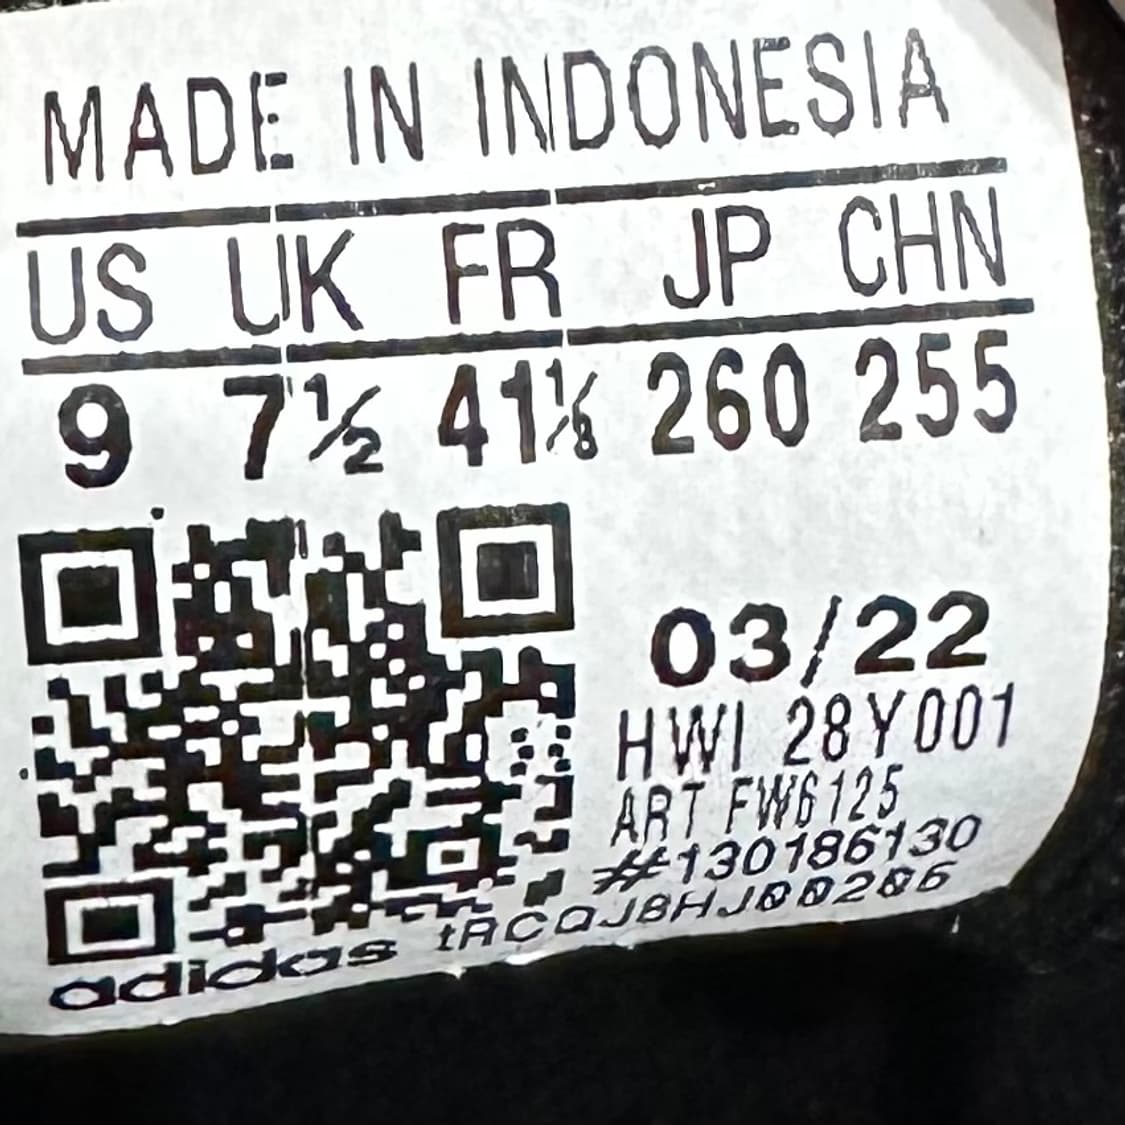 MADE IN INDONESIA
US UK FR JP CHN
9 7½ 41⅓ 260 255
03/22
HWI 28Y001
ART FW6125
#130186130
adidas